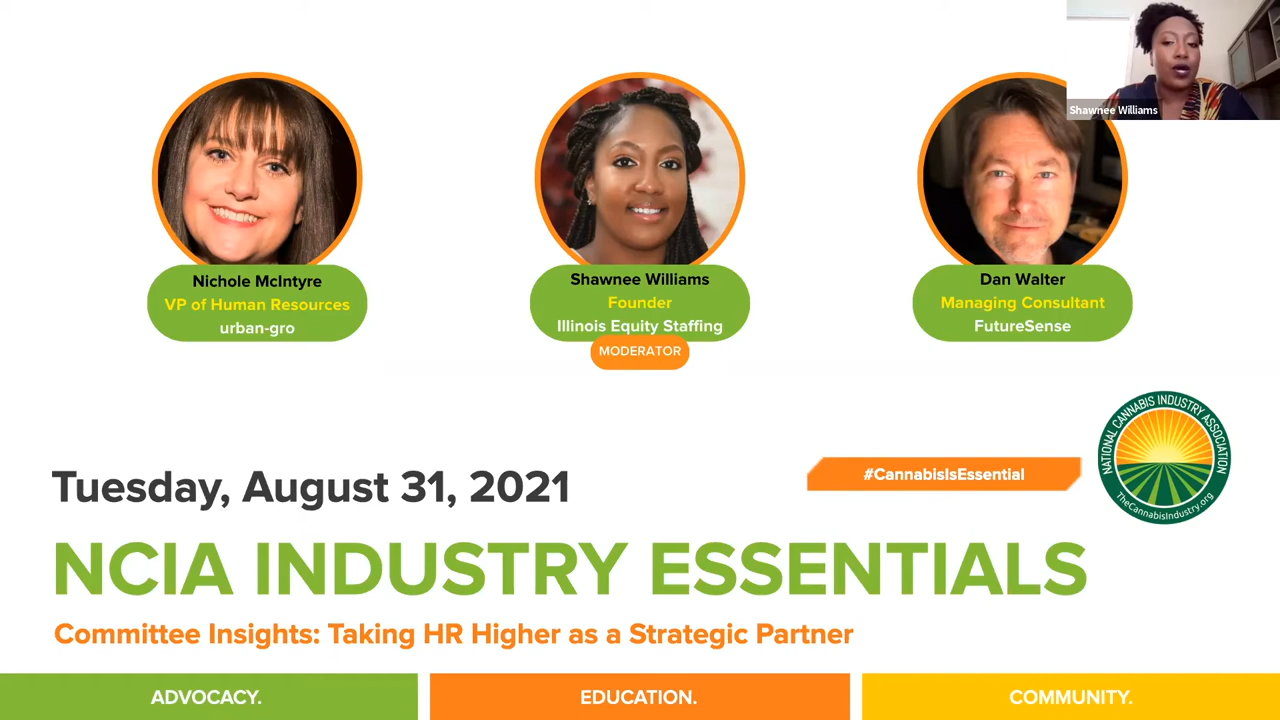 Shawnee Williams
Nichole McIntyre
VP of Human Resources
urban-gro
Shawnee Williams
Founder
Illinois Equity Staffing
MODERATOR
Dan Walter
Managing Consultant
FutureSense
Tuesday, August 31, 2021
#CannabisIsEssential
NATIONAL CANNABIS INDUSTRY ASSOCIATION
TheCannabisIndustry.org
NCIA INDUSTRY ESSENTIALS
Committee Insights: Taking HR Higher as a Strategic Partner
ADVOCACY.
EDUCATION.
COMMUNITY.